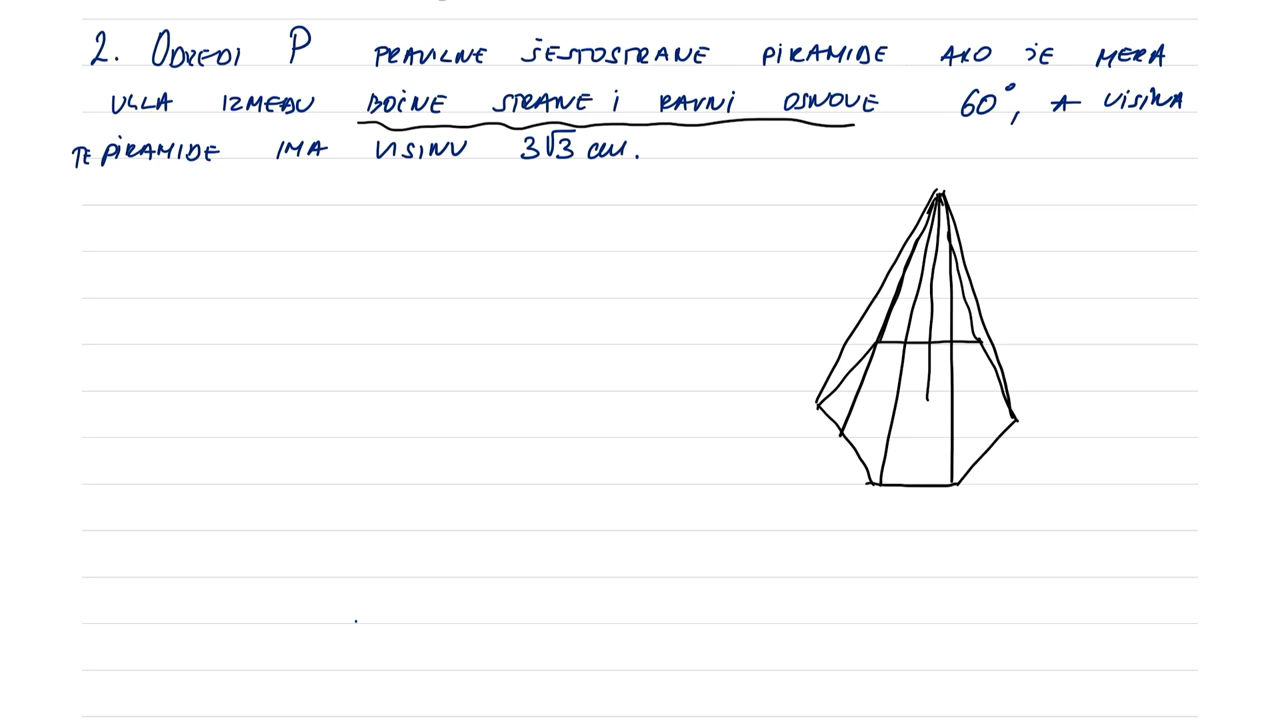 2. ODREDI P PRAVILNE ŠESTOSTRANE PIRAMIDE AKO JE MERA
UGLA IZMEĐU BOČNE STRANE I RAVNI OSNOVE 60°, A VISINA
TE PIRAMIDE IMA VISINU 3√3 cm.